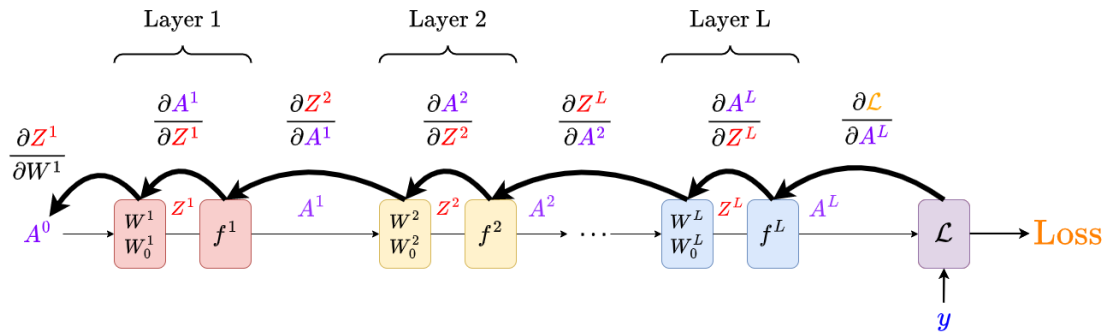 Layer 1 Layer 2 Layer L
∂Z¹/∂W¹ ∂A¹/∂Z¹ ∂Z²/∂A¹ ∂A²/∂Z² ∂Z^L/∂A² ∂A^L/∂Z^L ∂ℒ/∂A^L
A⁰ W¹ W₀¹ Z¹ f¹ A¹ W² W₀² Z² f² A² ··· W^L W₀^L Z^L f^L A^L ℒ Loss
y